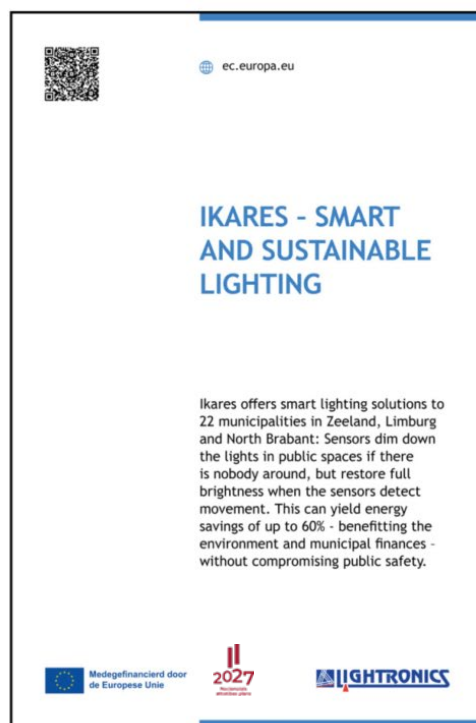 ec.europa.eu
IKARES – SMART
AND SUSTAINABLE
LIGHTING
Ikares offers smart lighting solutions to
22 municipalities in Zeeland, Limburg
and North Brabant: Sensors dim down
the lights in public spaces if there
is nobody around, but restore full
brightness when the sensors detect
movement. This can yield energy
savings of up to 60% - benefitting the
environment and municipal finances –
without compromising public safety.
Medegefinancierd door
de Europese Unie
2027
Nacionālais
attīstības plāns
LIGHTRONICS